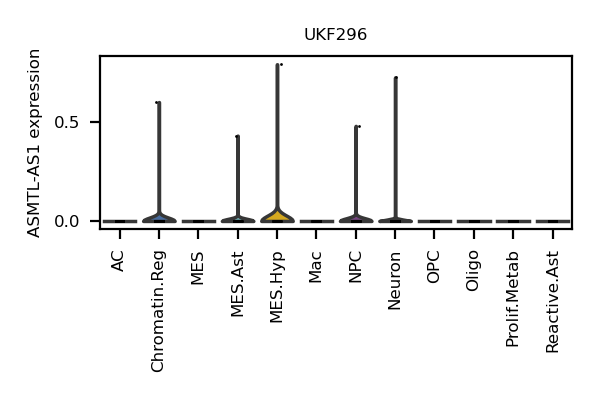 UKF296
ASMTL-AS1 expression
0.5
0.0
AC
Chromatin.Reg
MES
MES.Ast
MES.Hyp
Mac
NPC
Neuron
OPC
Oligo
Prolif.Metab
Reactive.Ast